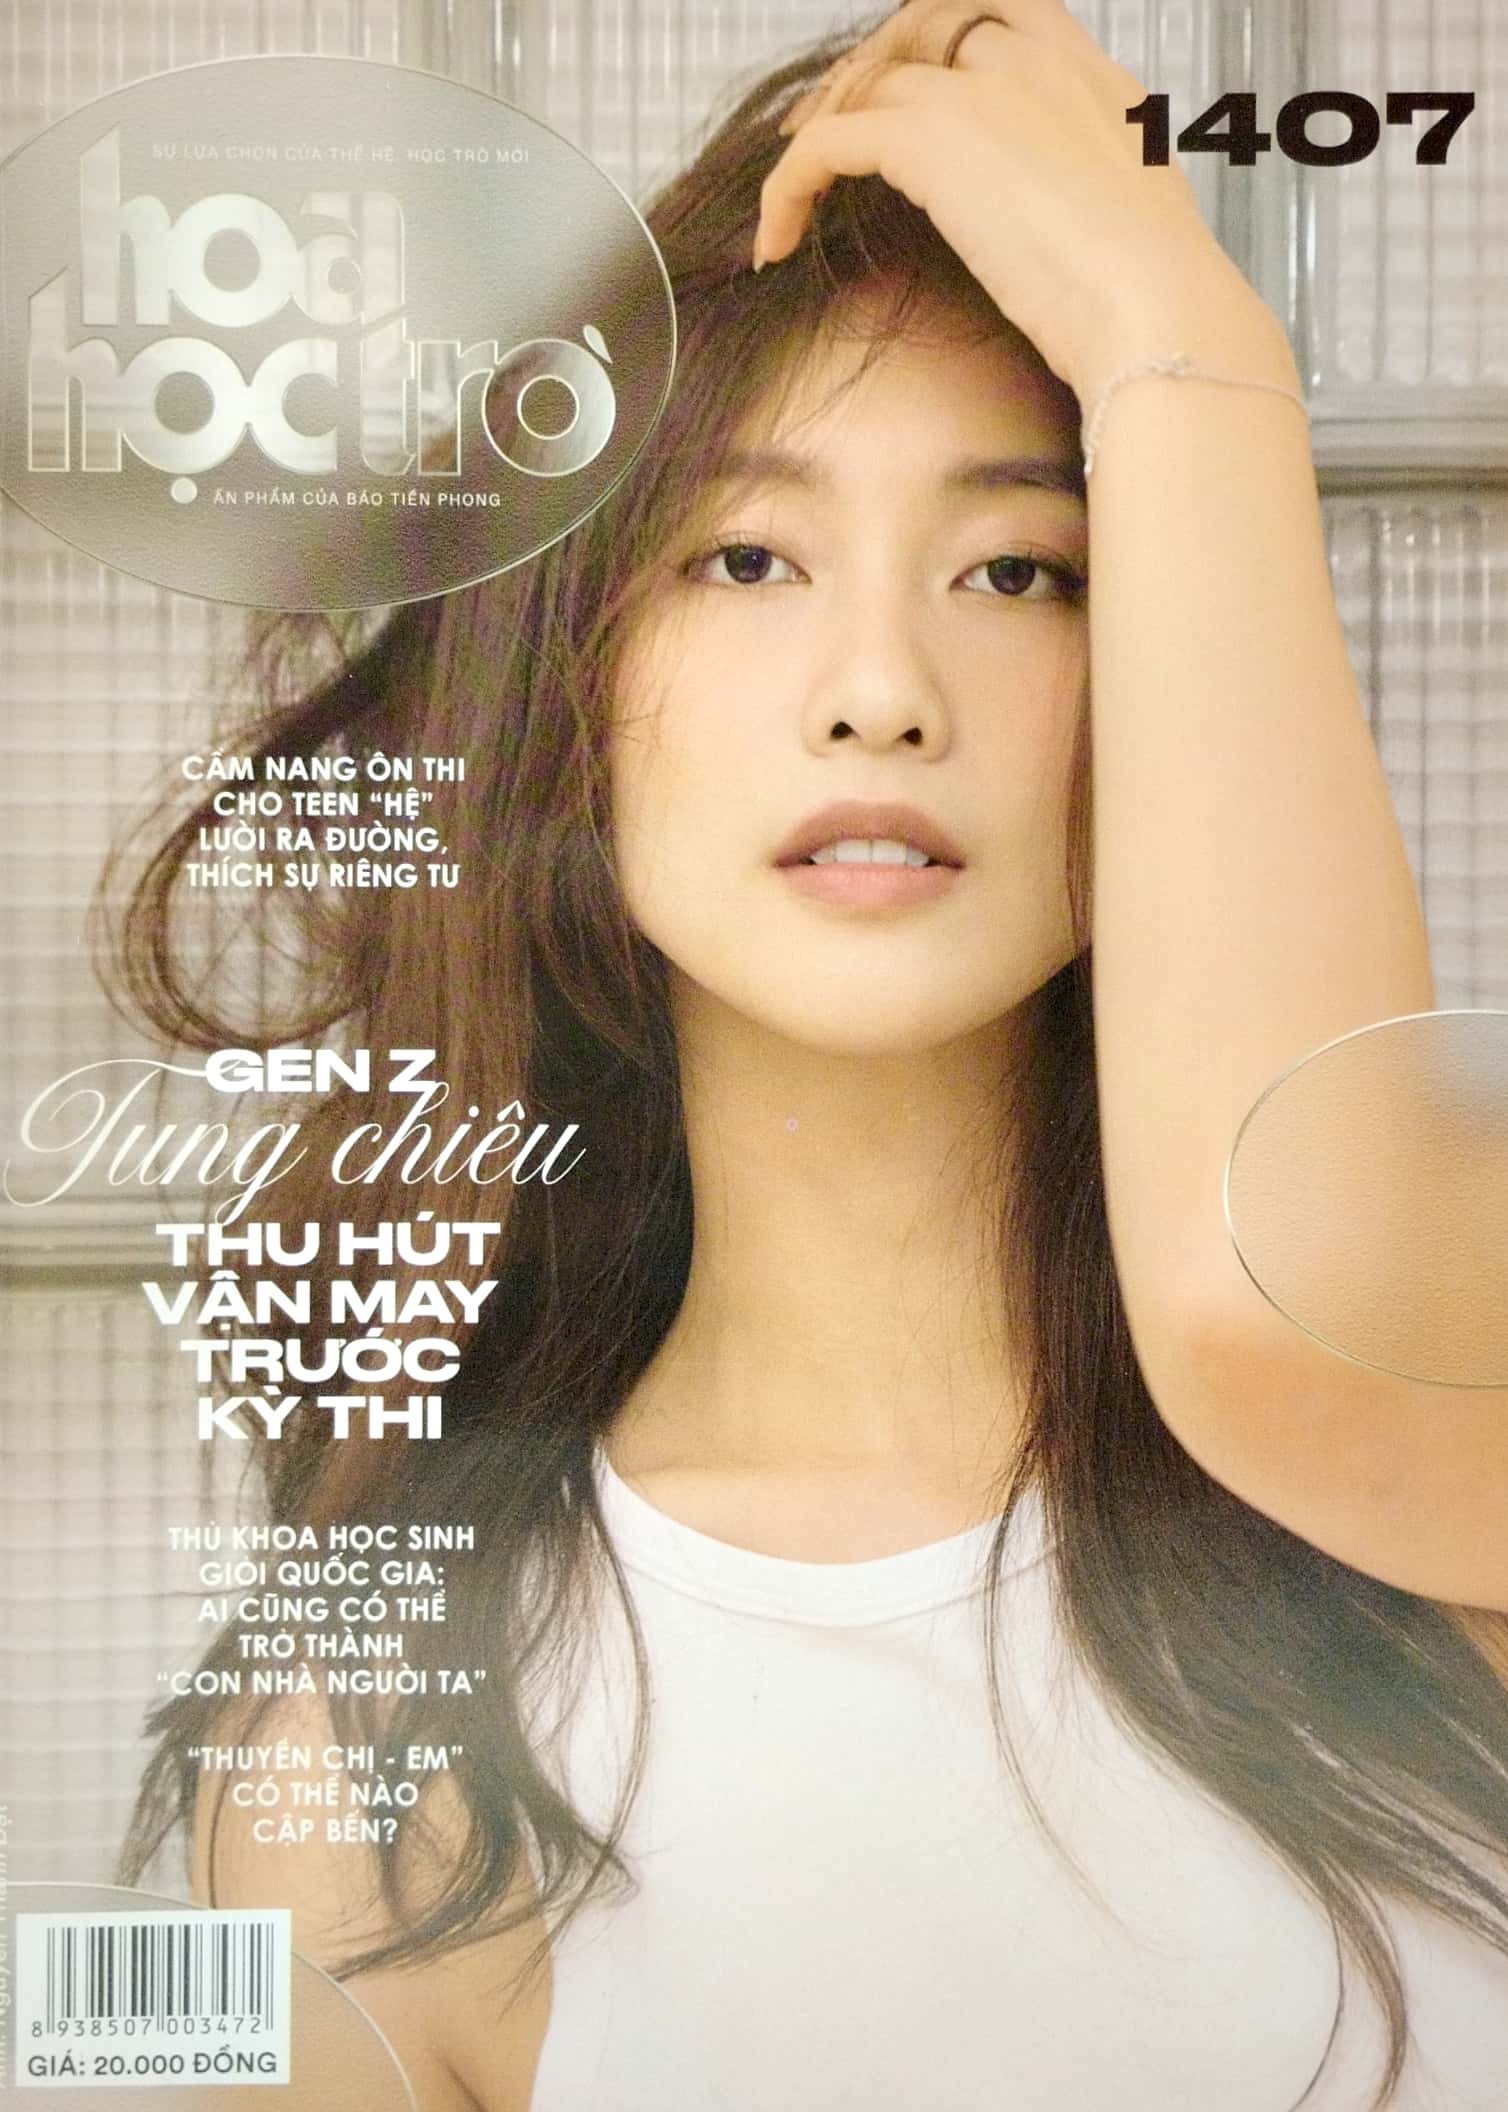 1407
SỰ LỰA CHỌN CỦA THẾ HỆ HỌC TRÒ MỚI
hoa
học trò
ẤN PHẨM CỦA BÁO TIỀN PHONG
CẨM NANG ÔN THI
CHO TEEN “HỆ”
LƯỜI RA ĐƯỜNG,
THÍCH SỰ RIÊNG TƯ
GEN Z
Tung chiêu
THU HÚT
VẬN MAY
TRƯỚC
KỲ THI
THỦ KHOA HỌC SINH
GIỎI QUỐC GIA:
AI CŨNG CÓ THỂ
TRỞ THÀNH
“CON NHÀ NGƯỜI TA”
“THUYỀN CHỊ - EM”
CÓ THỂ NÀO
CẬP BẾN?
8 938507 003472
GIÁ: 20.000 ĐỒNG